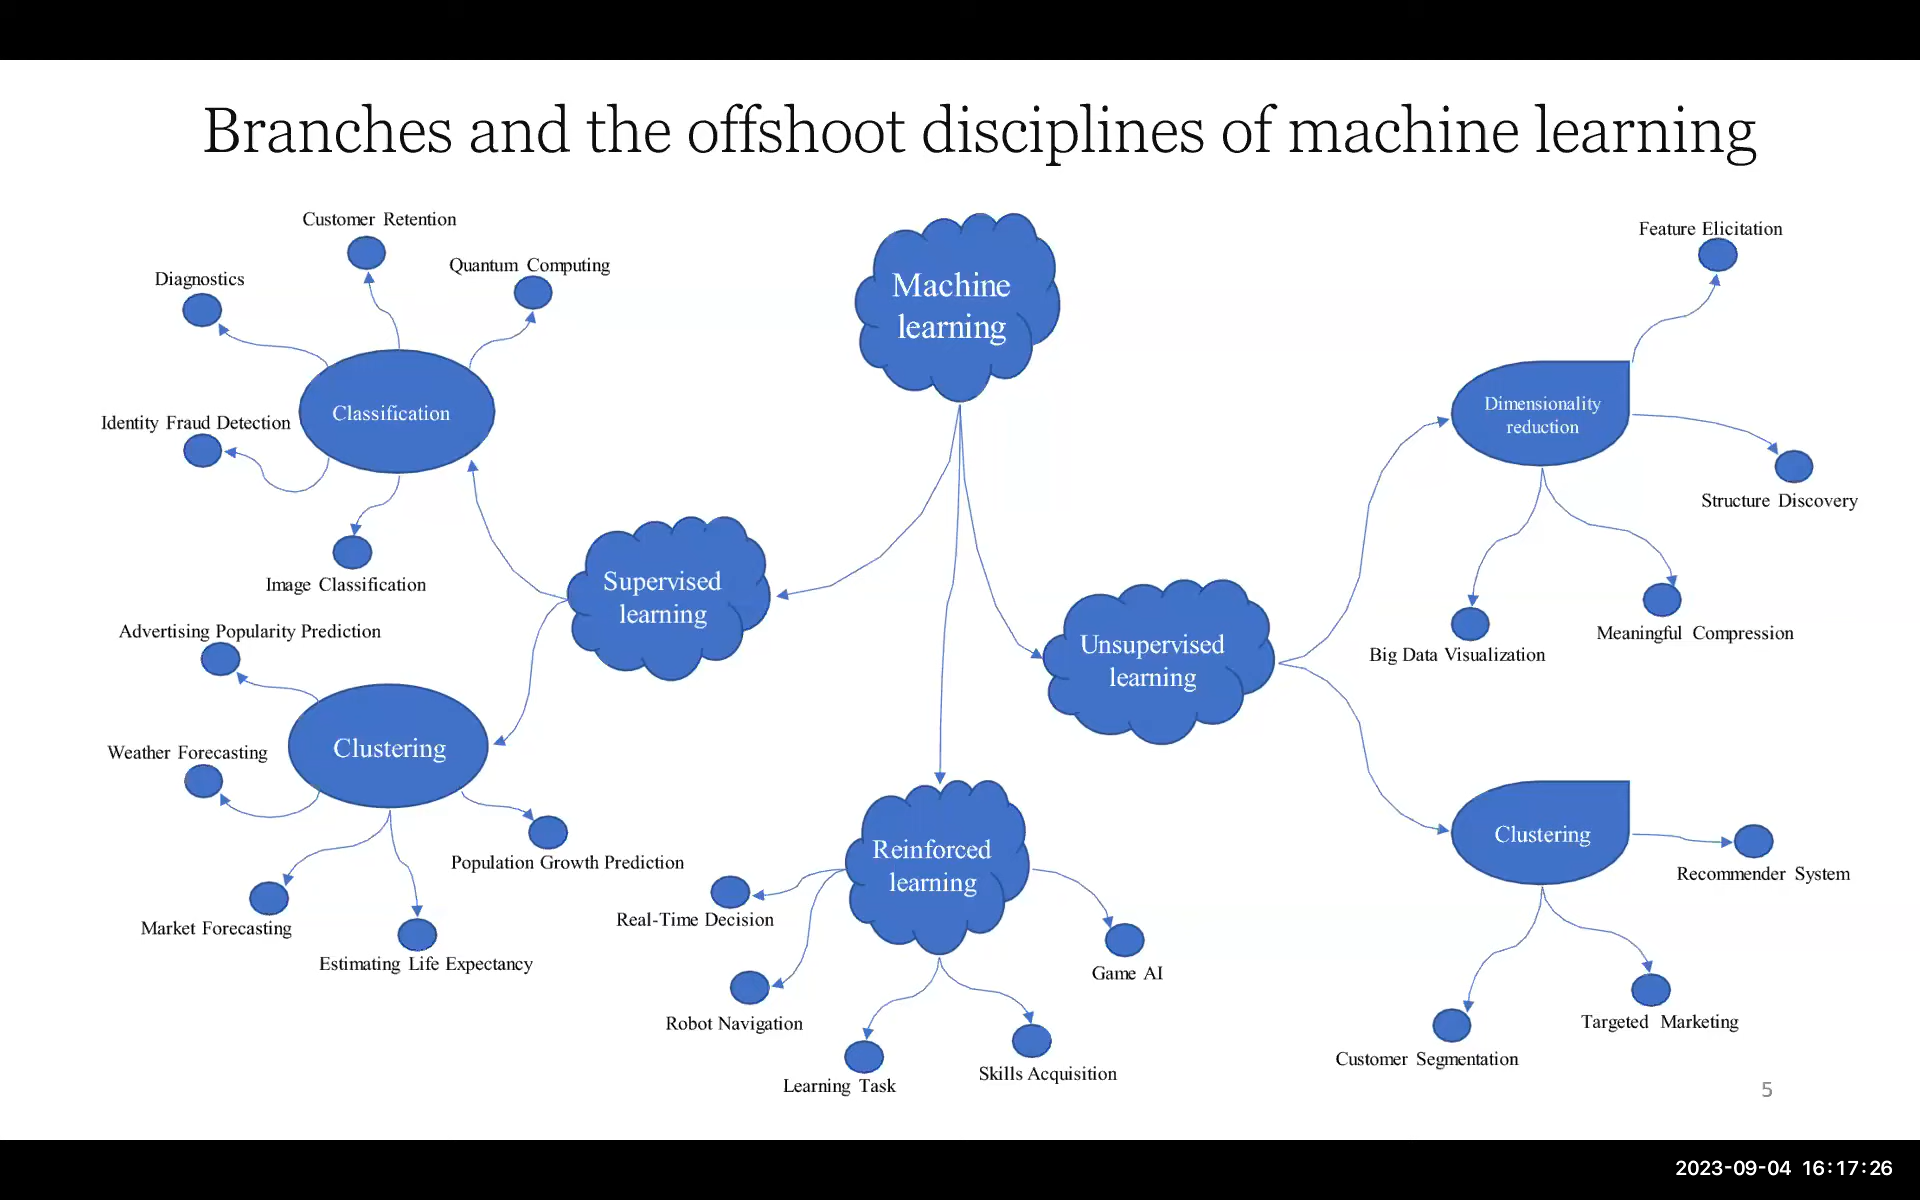 Branches and the offshoot disciplines of machine learning
Customer Retention
Quantum Computing
Diagnostics
Identity Fraud Detection
Classification
Image Classification
Machine
learning
Feature Elicitation
Dimensionality
reduction
Structure Discovery
Big Data Visualization
Meaningful Compression
Supervised
learning
Unsupervised
learning
Advertising Popularity Prediction
Weather Forecasting
Clustering
Population Growth Prediction
Market Forecasting
Estimating Life Expectancy
Reinforced
learning
Real-Time Decision
Robot Navigation
Learning Task
Skills Acquisition
Game AI
Clustering
Recommender System
Targeted Marketing
Customer Segmentation
5
2023-09-04 16:17:26